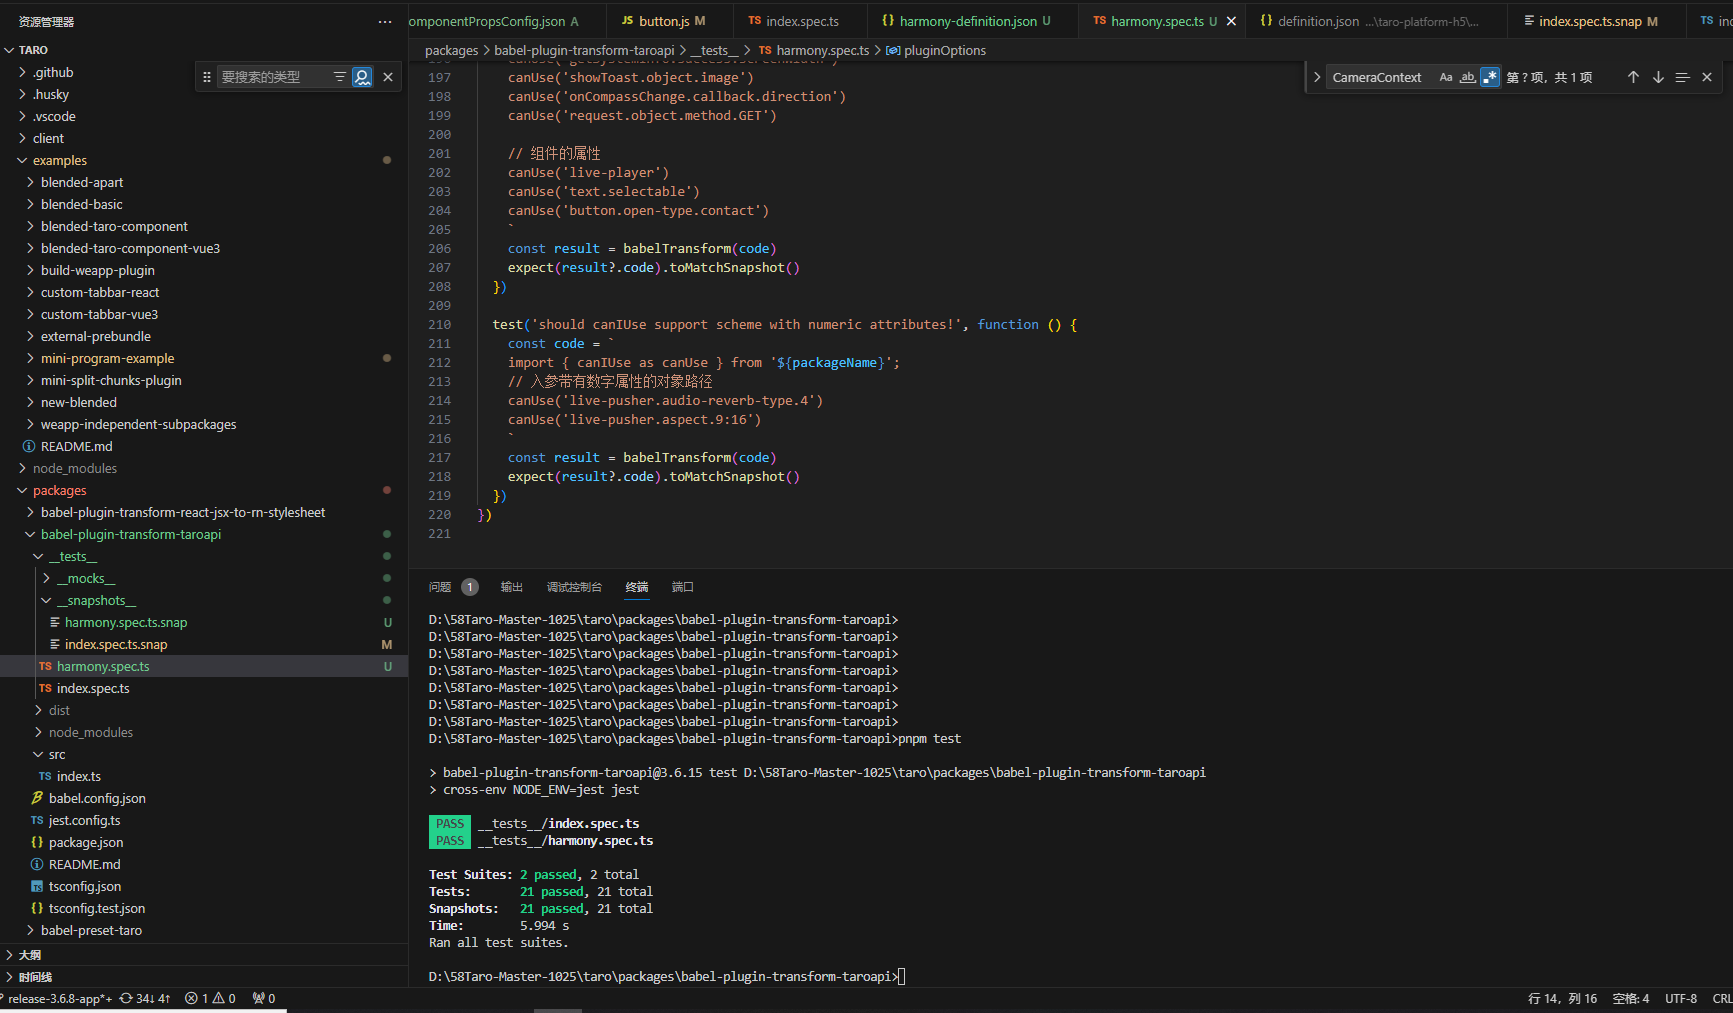 资源管理器
TARO
.github
.husky
.vscode
client
examples
blended-apart
blended-basic
blended-taro-component
blended-taro-component-vue3
build-weapp-plugin
custom-tabbar-react
custom-tabbar-vue3
external-prebundle
mini-program-example
mini-split-chunks-plugin
new-blended
weapp-independent-subpackages
README.md
node_modules
packages
babel-plugin-transform-react-jsx-to-rn-stylesheet
babel-plugin-transform-taroapi
__tests__
__mocks__
__snapshots__
harmony.spec.ts.snap U
index.spec.ts.snap M
TS harmony.spec.ts U
TS index.spec.ts
dist
node_modules
src
TS index.ts
babel.config.json
TS jest.config.ts
package.json
README.md
tsconfig.json
tsconfig.test.json
babel-preset-taro
大纲
时间线
要搜索的类型
omponentPropsConfig.json A
JS button.js M
TS index.spec.ts
{} harmony-definition.json U
TS harmony.spec.ts U
{} definition.json ...\taro-platform-h5\...
index.spec.ts.snap M
TS inc
packages > babel-plugin-transform-taroapi > __tests__ > TS harmony.spec.ts > pluginOptions
CameraContext Aa ab 第 ? 项，共 1 项
197 canUse('showToast.object.image')
198 canUse('onCompassChange.callback.direction')
199 canUse('request.object.method.GET')
200
201 // 组件的属性
202 canUse('live-player')
203 canUse('text.selectable')
204 canUse('button.open-type.contact')
205 `
206 const result = babelTransform(code)
207 expect(result?.code).toMatchSnapshot()
208 })
209
210 test('should canIUse support scheme with numeric attributes!', function () {
211 const code = `
212 import { canIUse as canUse } from '${packageName}';
213 // 入参带有数字属性的对象路径
214 canUse('live-pusher.audio-reverb-type.4')
215 canUse('live-pusher.aspect.9:16')
216 `
217 const result = babelTransform(code)
218 expect(result?.code).toMatchSnapshot()
219 })
220 })
221
问题 1 输出 调试控制台 终端 端口
D:\58Taro-Master-1025\taro\packages\babel-plugin-transform-taroapi>
D:\58Taro-Master-1025\taro\packages\babel-plugin-transform-taroapi>
D:\58Taro-Master-1025\taro\packages\babel-plugin-transform-taroapi>
D:\58Taro-Master-1025\taro\packages\babel-plugin-transform-taroapi>
D:\58Taro-Master-1025\taro\packages\babel-plugin-transform-taroapi>
D:\58Taro-Master-1025\taro\packages\babel-plugin-transform-taroapi>
D:\58Taro-Master-1025\taro\packages\babel-plugin-transform-taroapi>
D:\58Taro-Master-1025\taro\packages\babel-plugin-transform-taroapi>pnpm test
> babel-plugin-transform-taroapi@3.6.15 test D:\58Taro-Master-1025\taro\packages\babel-plugin-transform-taroapi
> cross-env NODE_ENV=jest jest
PASS __tests__/index.spec.ts
PASS __tests__/harmony.spec.ts
Test Suites: 2 passed, 2 total
Tests: 21 passed, 21 total
Snapshots: 21 passed, 21 total
Time: 5.994 s
Ran all test suites.
D:\58Taro-Master-1025\taro\packages\babel-plugin-transform-taroapi>
release-3.6.8-app*+ 34↓ 4↑ 1 0 0
行 14，列 16 空格: 4 UTF-8 CRL